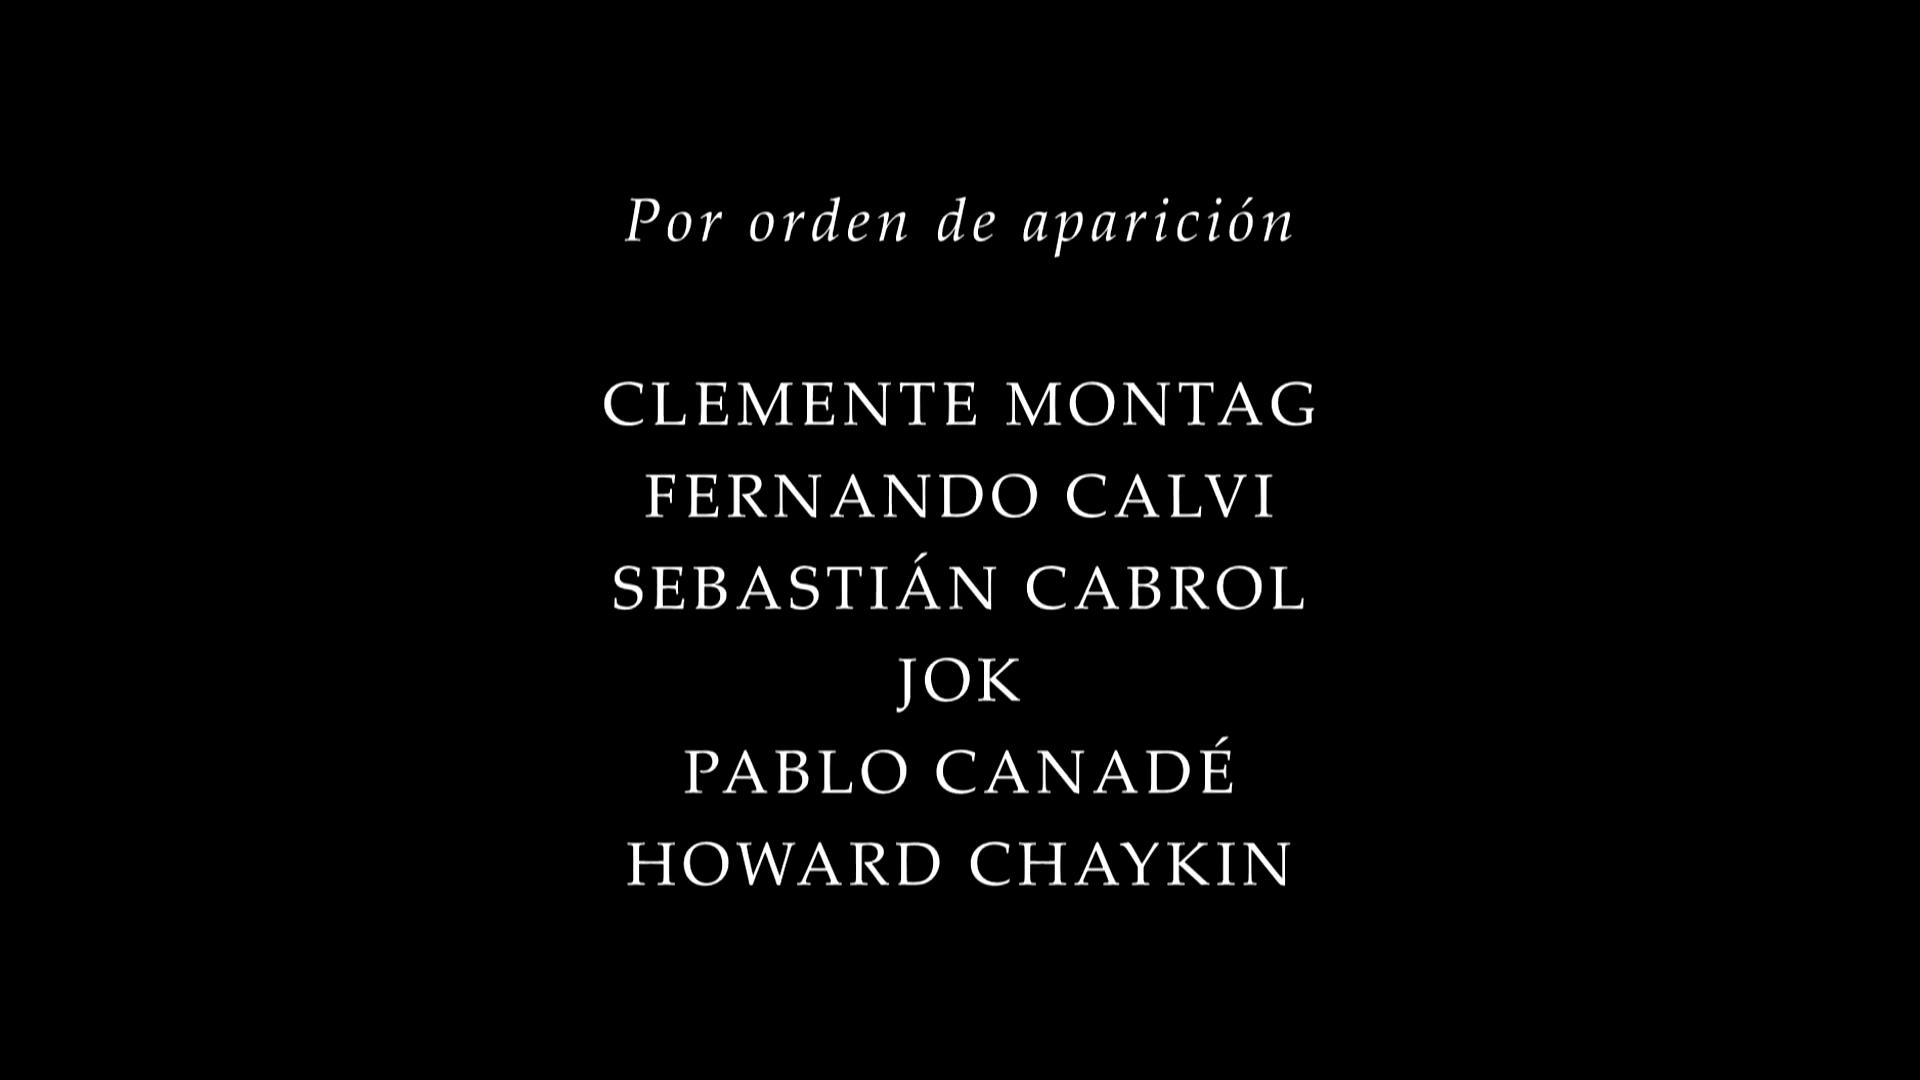 Por orden de aparición
CLEMENTE MONTAG
FERNANDO CALVI
SEBASTIÁN CABROL
JOK
PABLO CANADÉ
HOWARD CHAYKIN